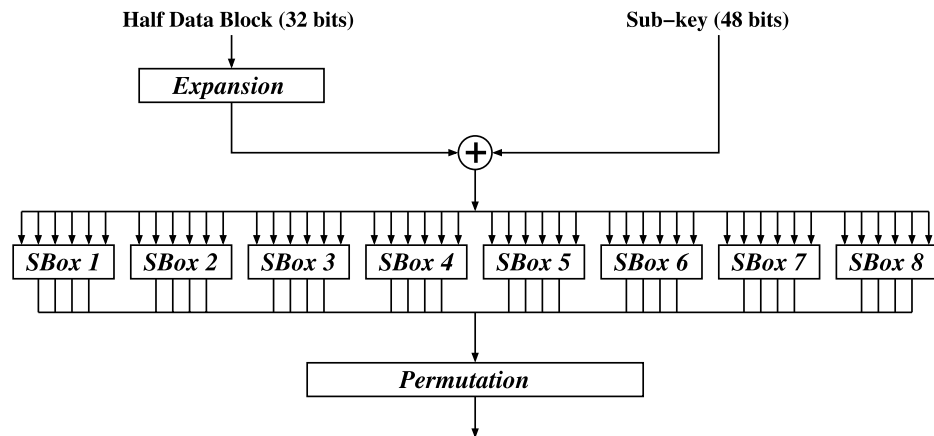 Half Data Block (32 bits)
Sub-key (48 bits)
Expansion
+
SBox 1 SBox 2 SBox 3 SBox 4 SBox 5 SBox 6 SBox 7 SBox 8
Permutation